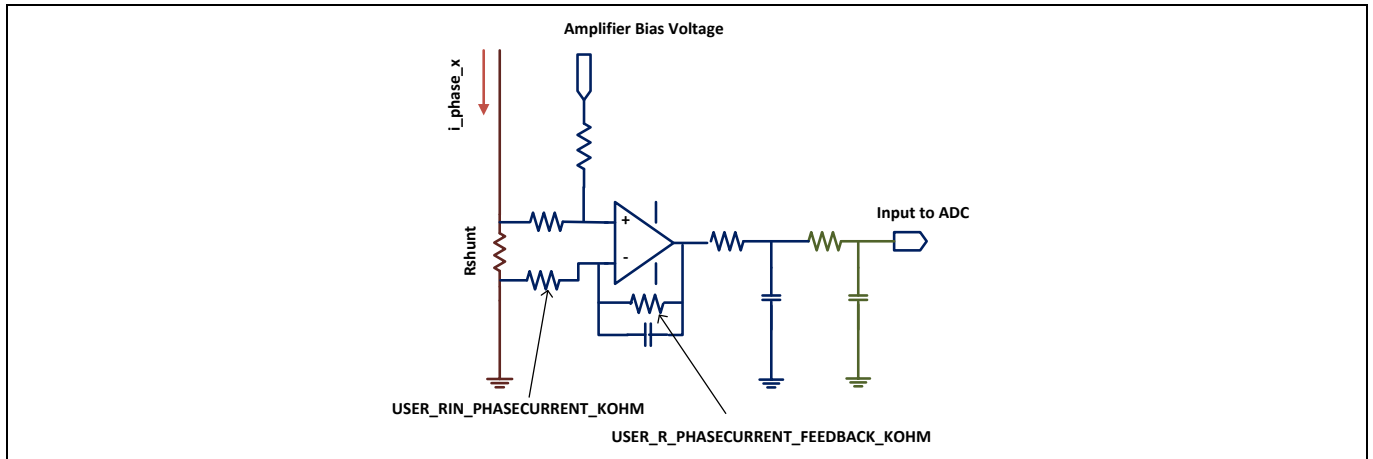 Amplifier Bias Voltage
i_phase_x
+
Input to ADC
Rshunt
-
USER_RIN_PHASECURRENT_KOHM
USER_R_PHASECURRENT_FEEDBACK_KOHM